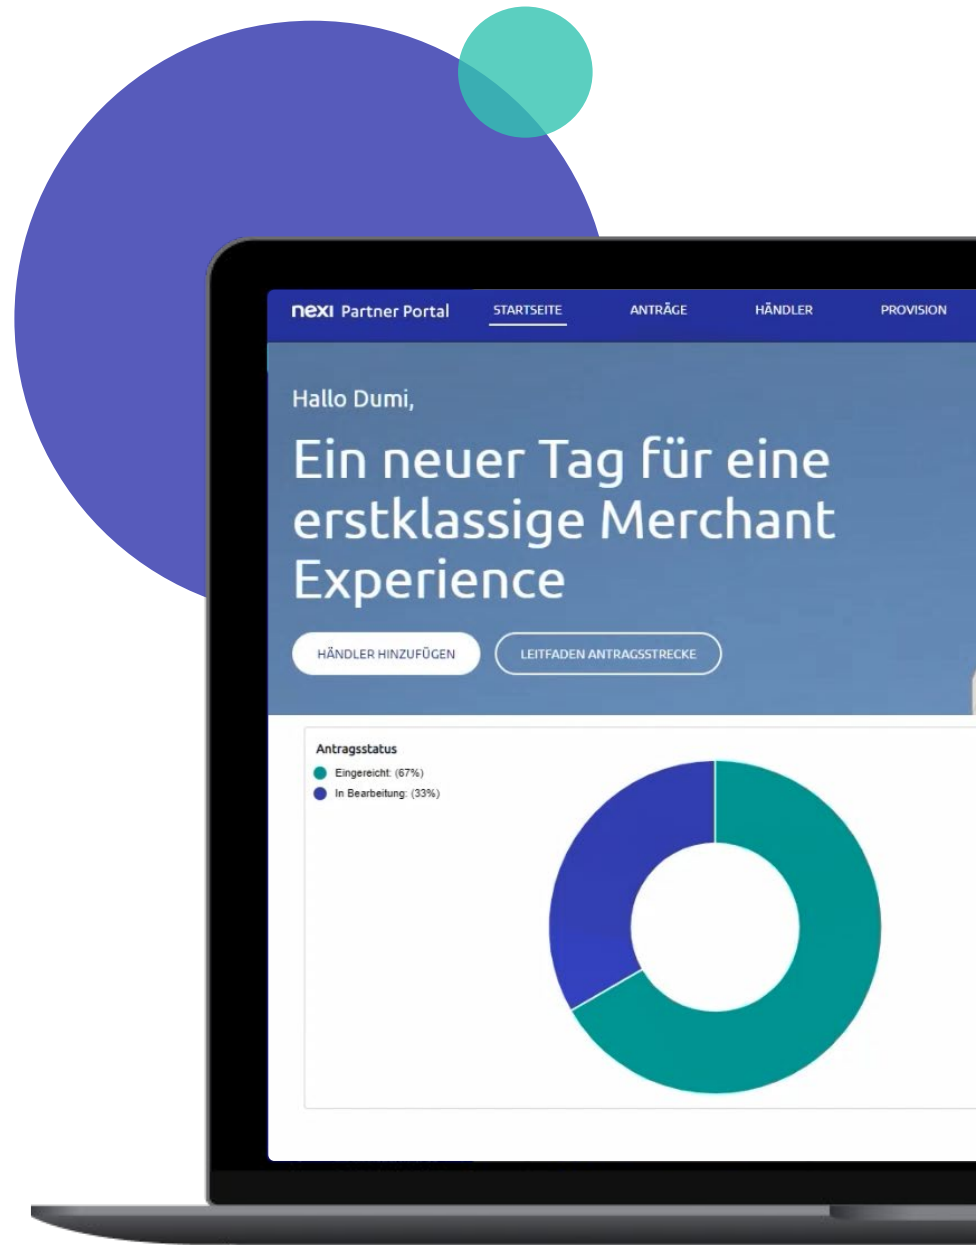 nexi Partner Portal STARTSEITE ANTRÄGE HÄNDLER PROVISION
Hallo Dumi,
Ein neuer Tag für eine
erstklassige Merchant
Experience
HÄNDLER HINZUFÜGEN LEITFADEN ANTRAGSSTRECKE
Antragsstatus
Eingereicht: (67%)
In Bearbeitung: (33%)